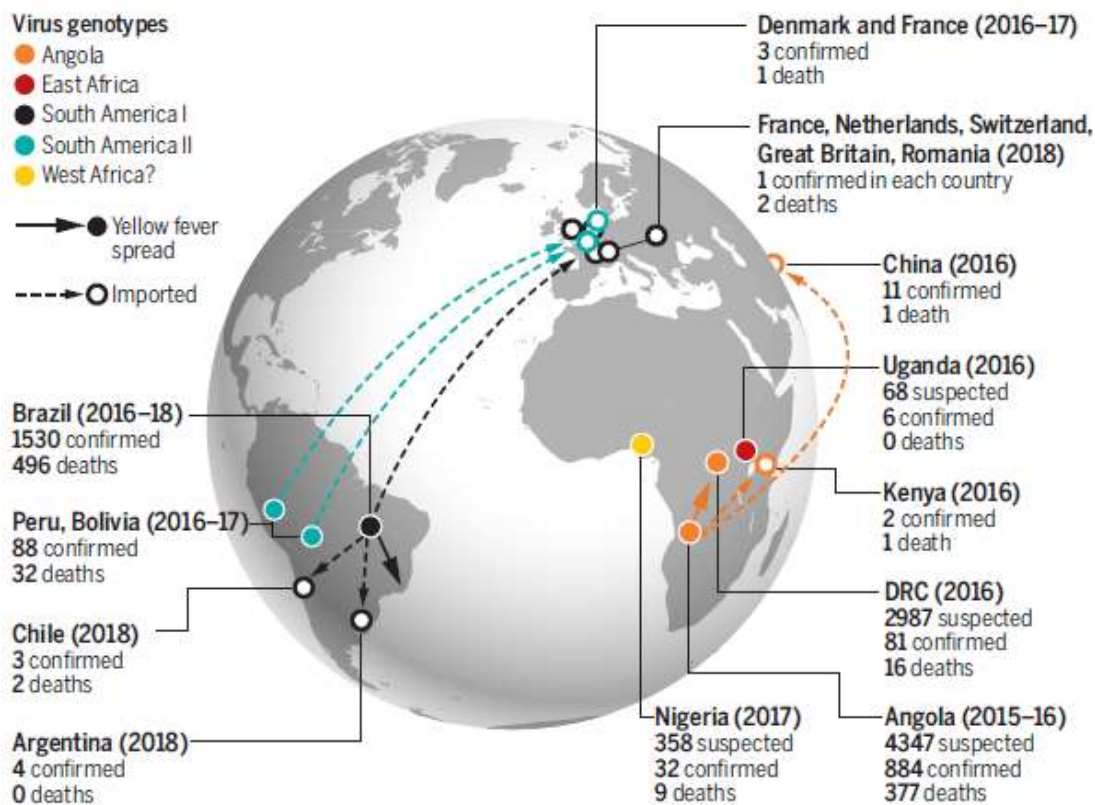 Virus genotypes
Angola
East Africa
South America I
South America II
West Africa?
Yellow fever
spread
Imported
Denmark and France (2016–17)
3 confirmed
1 death
France, Netherlands, Switzerland,
Great Britain, Romania (2018)
1 confirmed in each country
2 deaths
China (2016)
11 confirmed
1 death
Uganda (2016)
68 suspected
6 confirmed
0 deaths
Kenya (2016)
2 confirmed
1 death
DRC (2016)
2987 suspected
81 confirmed
16 deaths
Angola (2015–16)
4347 suspected
884 confirmed
377 deaths
Nigeria (2017)
358 suspected
32 confirmed
9 deaths
Brazil (2016–18)
1530 confirmed
496 deaths
Peru, Bolivia (2016–17)
88 confirmed
32 deaths
Chile (2018)
3 confirmed
2 deaths
Argentina (2018)
4 confirmed
0 deaths